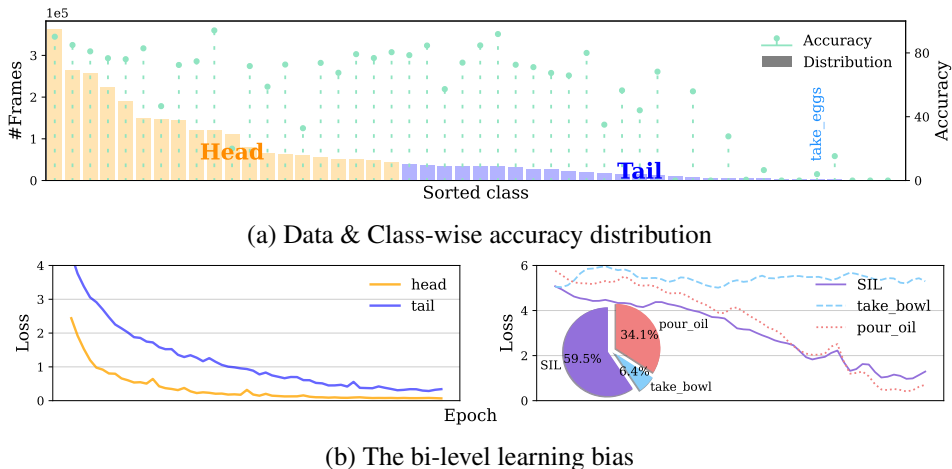 1e5
3
2
1
0
#Frames
Head
Tail
take_eggs
Accuracy
Distribution
80
40
0
Accuracy
Sorted class
(a) Data & Class-wise accuracy distribution
4
3
2
1
0
Loss
head
tail
6
4
2
0
Loss
SIL
take_bowl
pour_oil
SIL
59.5%
34.1%
6.4%
pour_oil
take_bowl
Epoch
(b) The bi-level learning bias